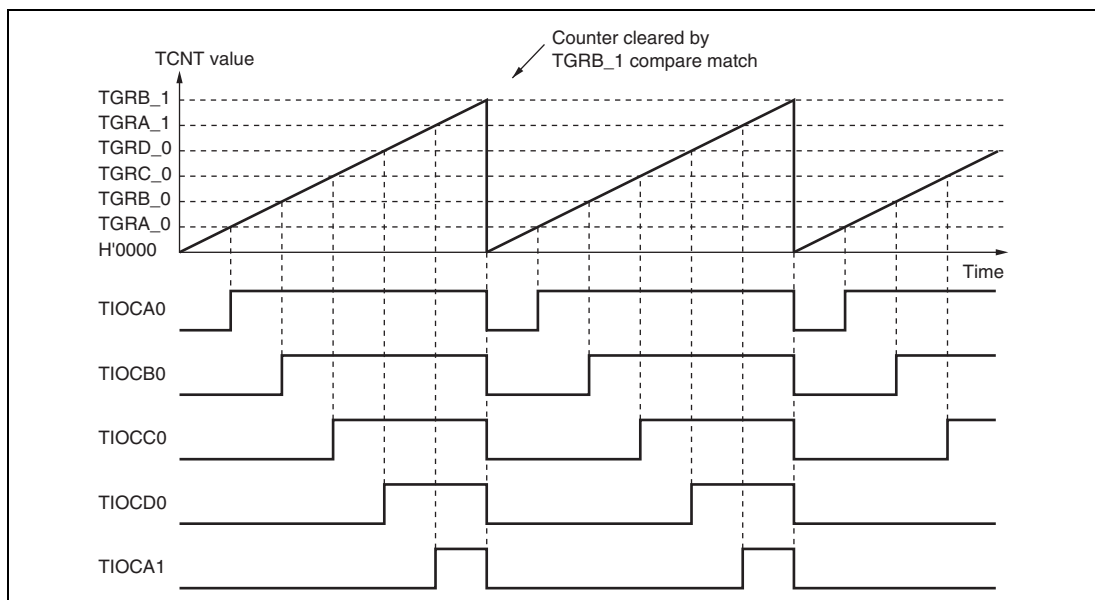 Counter cleared by
TGRB_1 compare match
TCNT value
TGRB_1
TGRA_1
TGRD_0
TGRC_0
TGRB_0
TGRA_0
H'0000
Time
TIOCA0
TIOCB0
TIOCC0
TIOCD0
TIOCA1